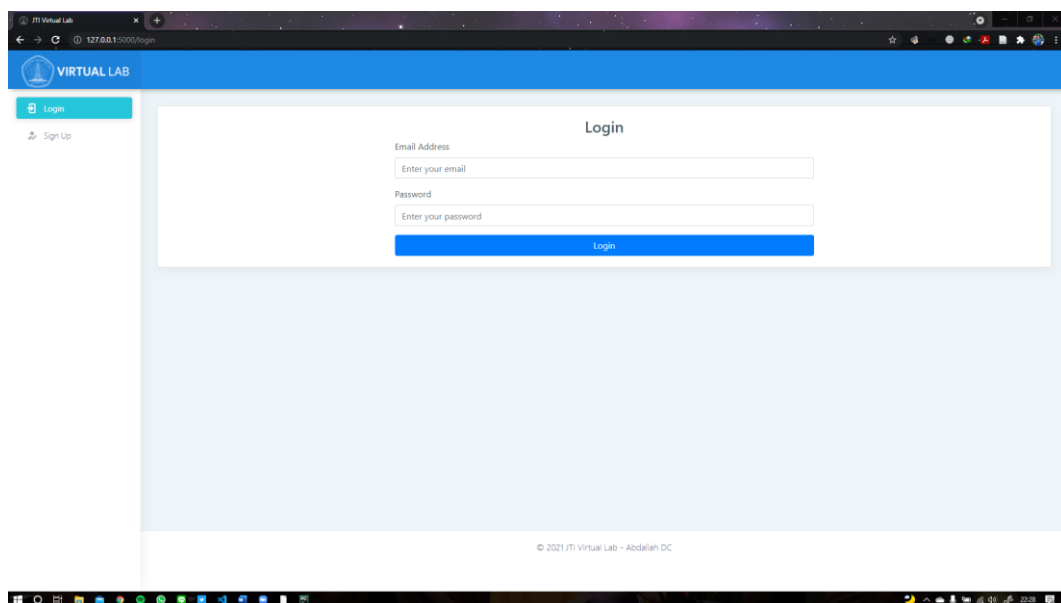 JTI Virtual Lab
127.0.0.1:5000/login
VIRTUAL LAB
Login
Sign Up
Login
Email Address
Enter your email
Password
Enter your password
Login
© 2021 JTI Virtual Lab - Abdallah DC
22:28